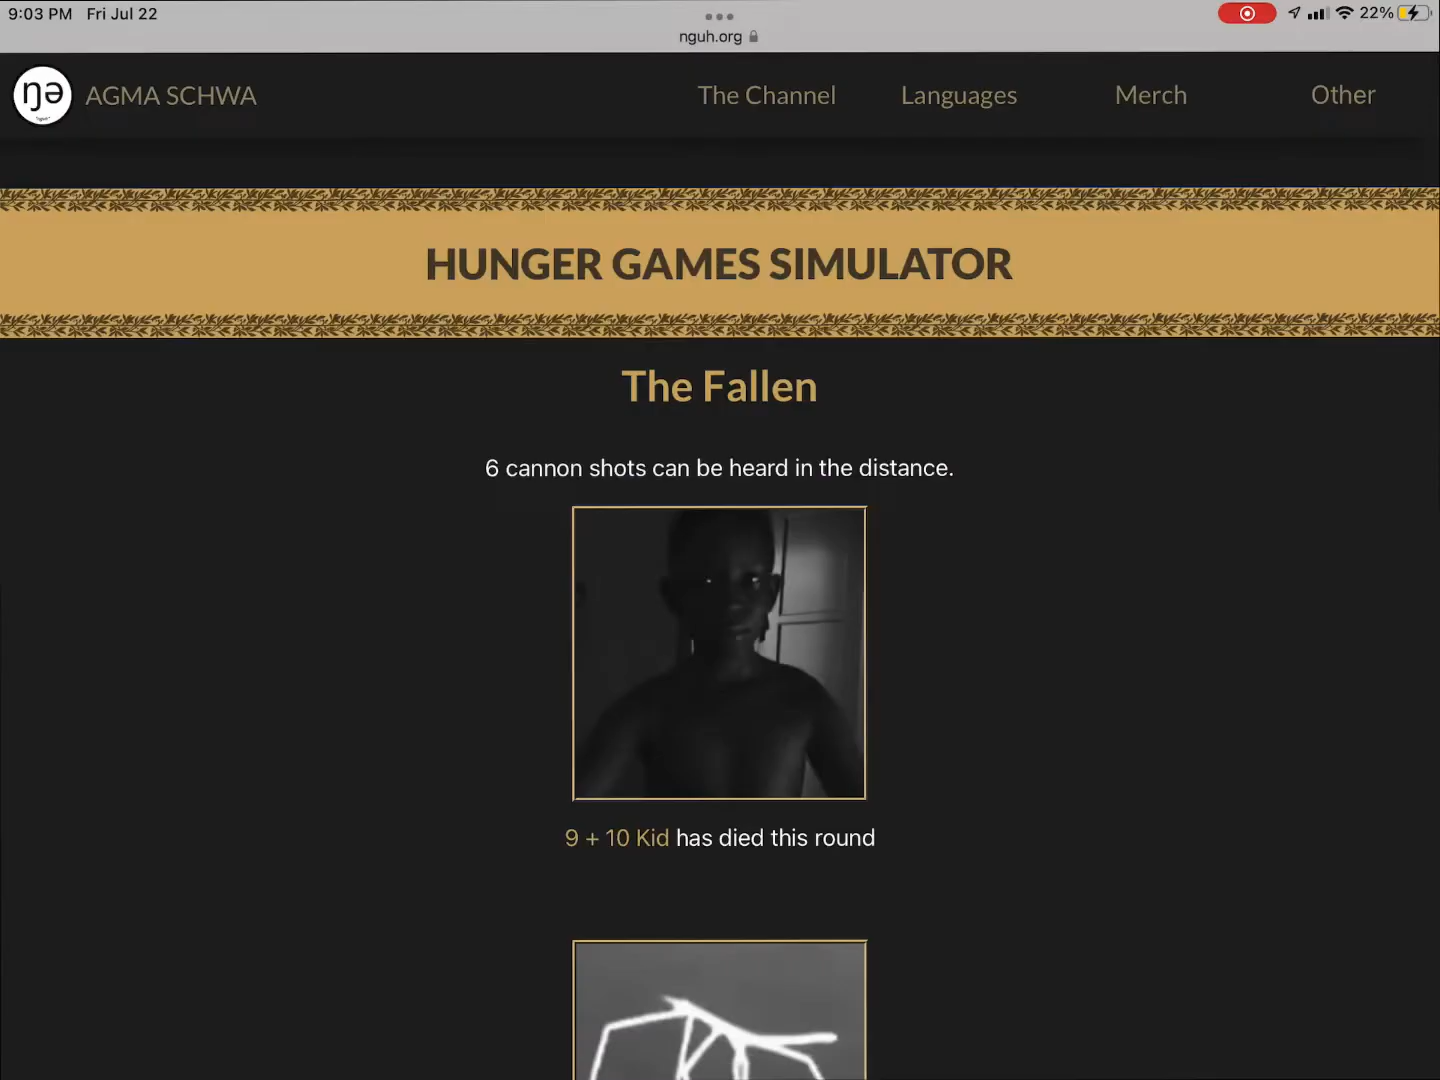 9:03 PM Fri Jul 22
22%
nguh.org
ŋə
AGMA SCHWA
The Channel
Languages
Merch
Other
HUNGER GAMES SIMULATOR
The Fallen
6 cannon shots can be heard in the distance.
9 + 10 Kid has died this round